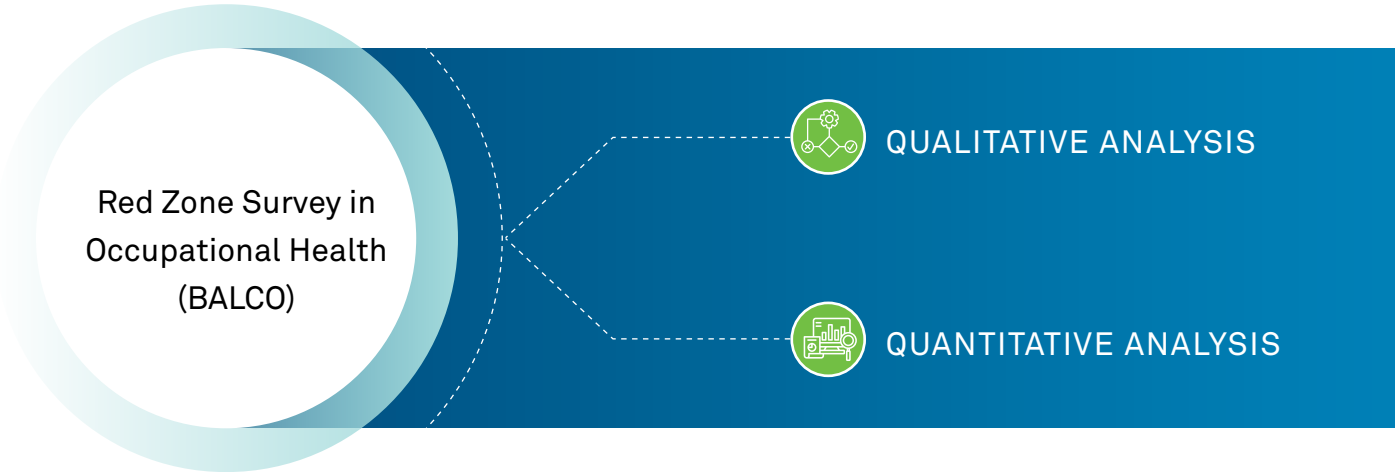 Red Zone Survey in
Occupational Health
(BALCO)
QUALITATIVE ANALYSIS
QUANTITATIVE ANALYSIS